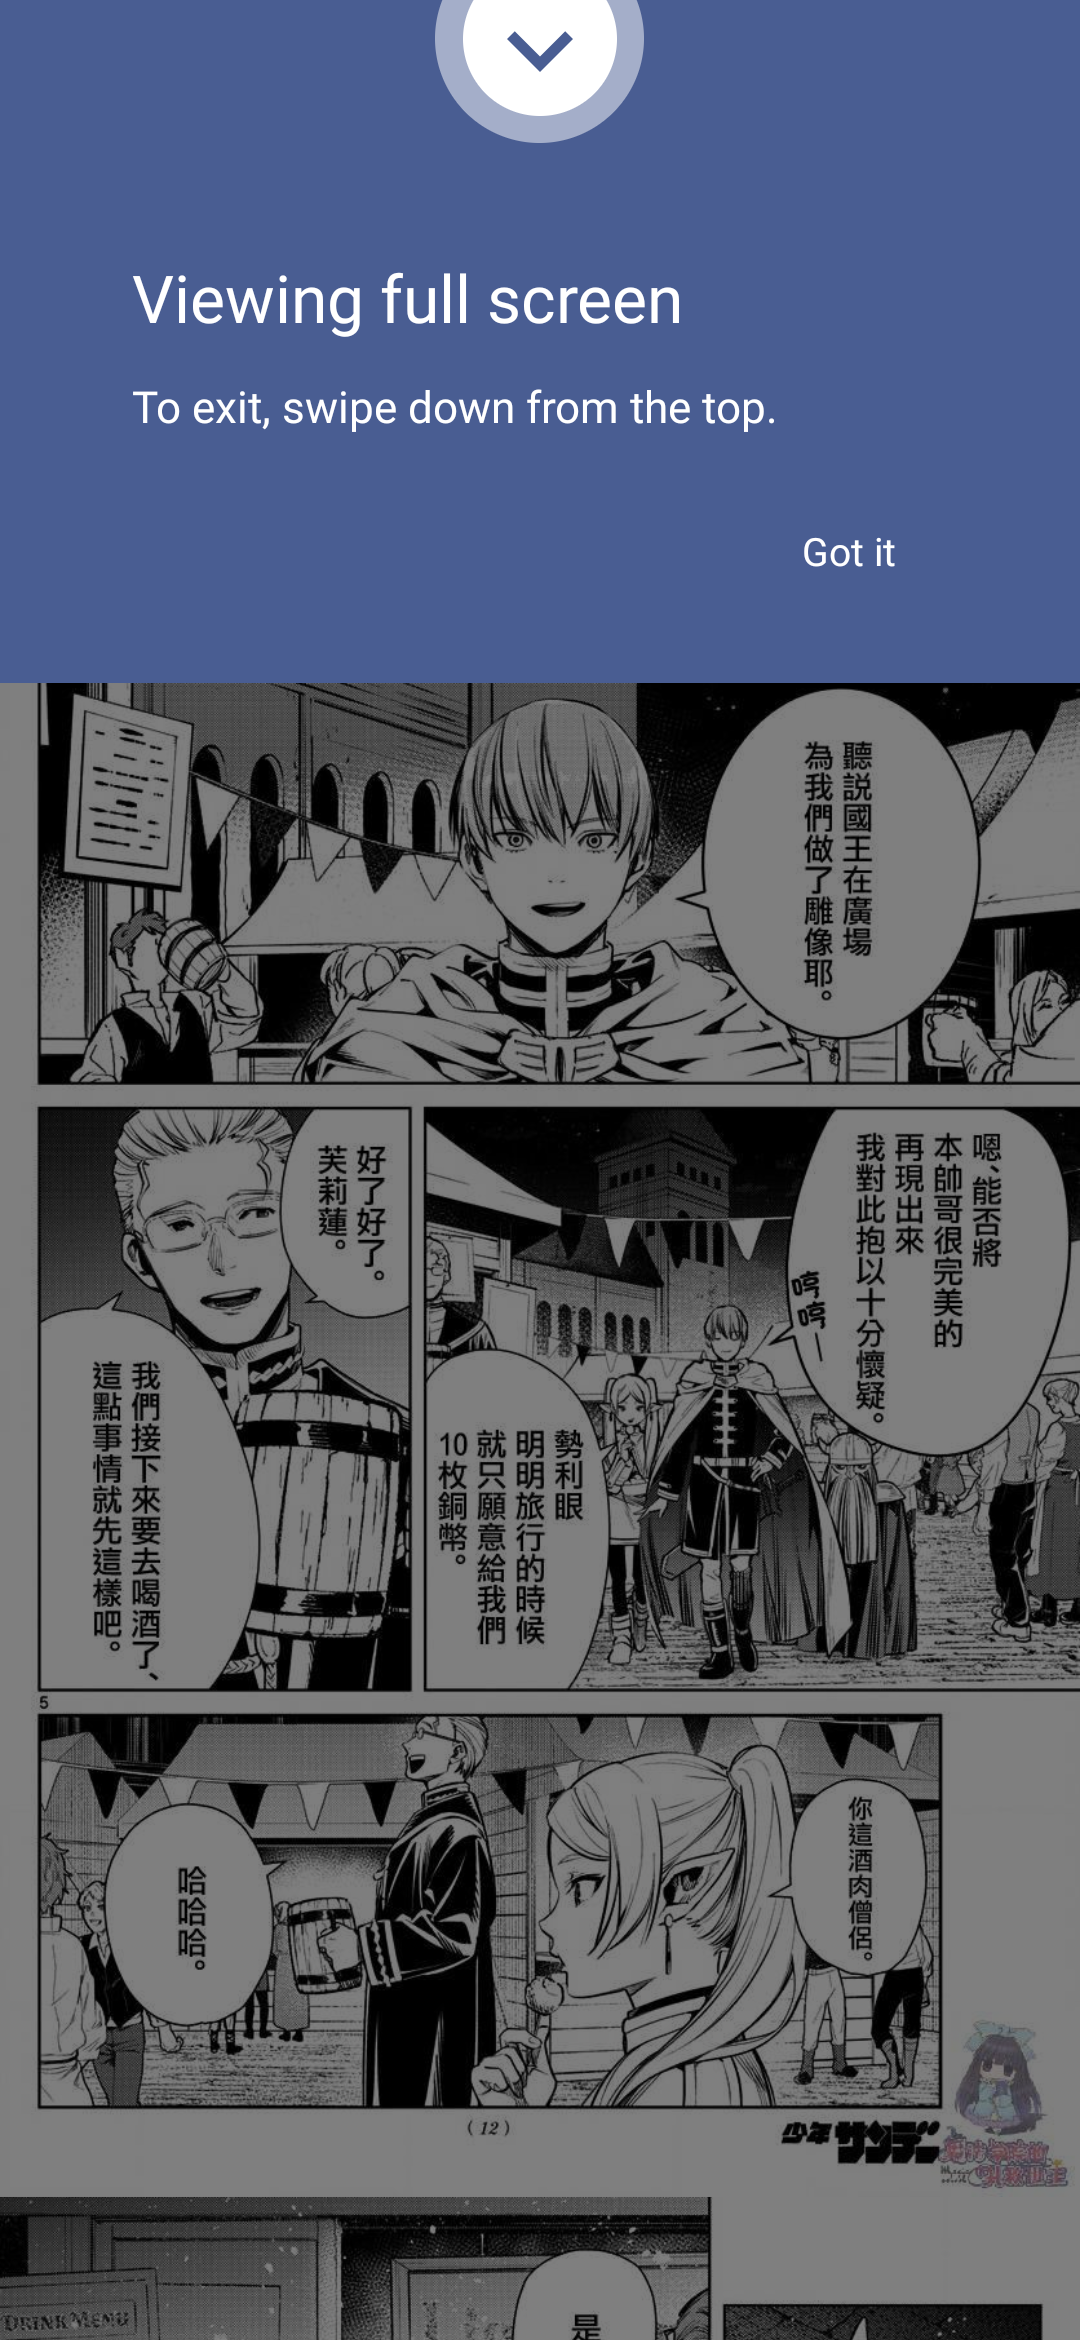 Viewing full screen
To exit, swipe down from the top.
Got it
聽說國王在廣場
為我們做了雕像耶。
嗯、能否將
本帥哥很完美的
再現出來
我對此抱以十分懷疑。
哼哼—
勢利眼
明明旅行的時候
就只願意給我們
10枚銅幣。
好了好了。
芙莉蓮。
我們接下來要去喝酒了、
這點事情就先這樣吧。
5
你這酒肉僧侶。
哈哈哈。
(12)
少年サンデー
DRINK MENU
是